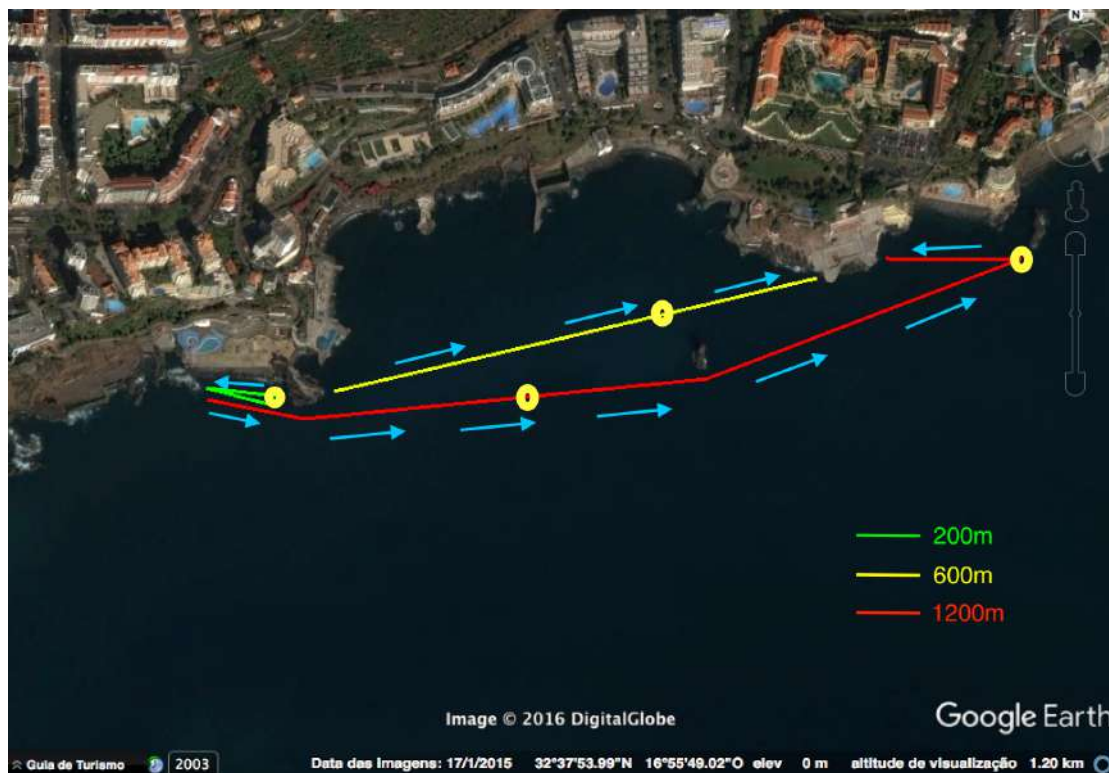 N
200m
600m
1200m
Image © 2016 DigitalGlobe
Google Earth
Guia de Turismo
2003
Data das Imagens: 17/1/2015 32°37'53.99"N 16°55'49.02"O elev 0 m altitude de visualização 1.20 km